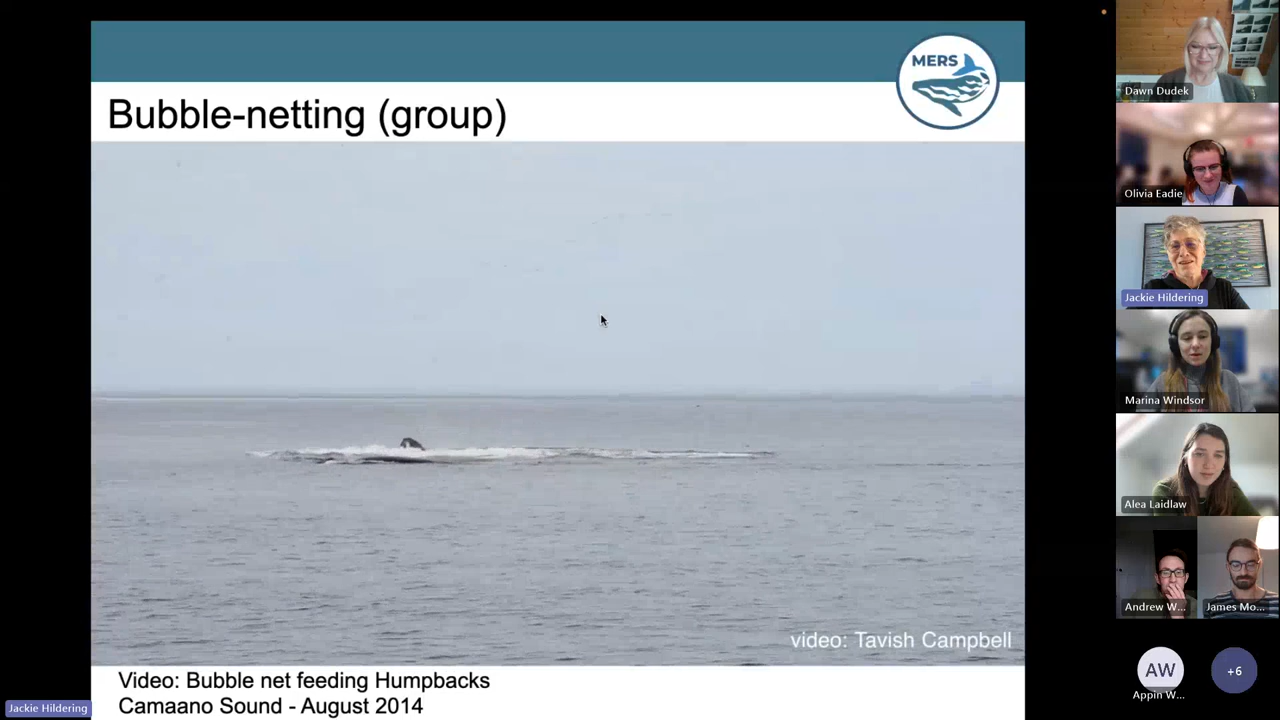 MERS
Bubble-netting (group)
video: Tavish Campbell
Video: Bubble net feeding Humpbacks
Camaano Sound - August 2014
Jackie Hildering
Dawn Dudek
Olivia Eadie
Jackie Hildering
Marina Windsor
Alea Laidlaw
Andrew W...
James Mo...
AW
Appin W...
+6